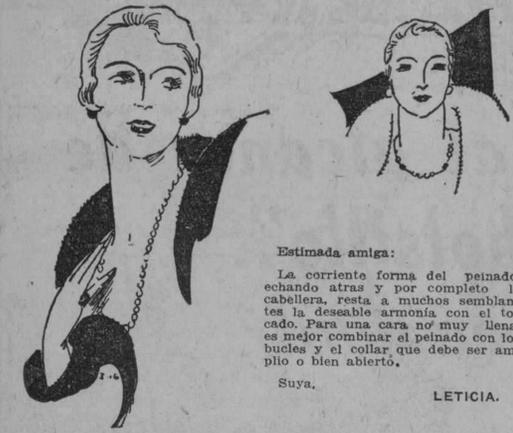 Estimada amiga:
La corriente forma del peinado
echando atras y por completo l
cabellera, resta a muchos semblan
tes la deseable armonía con el to
cado. Para una cara no muy llena
es mejor combinar el peinado con lo
bucles y el collar que debe ser am
plio o bien abierto.
Suya,
LETICIA.